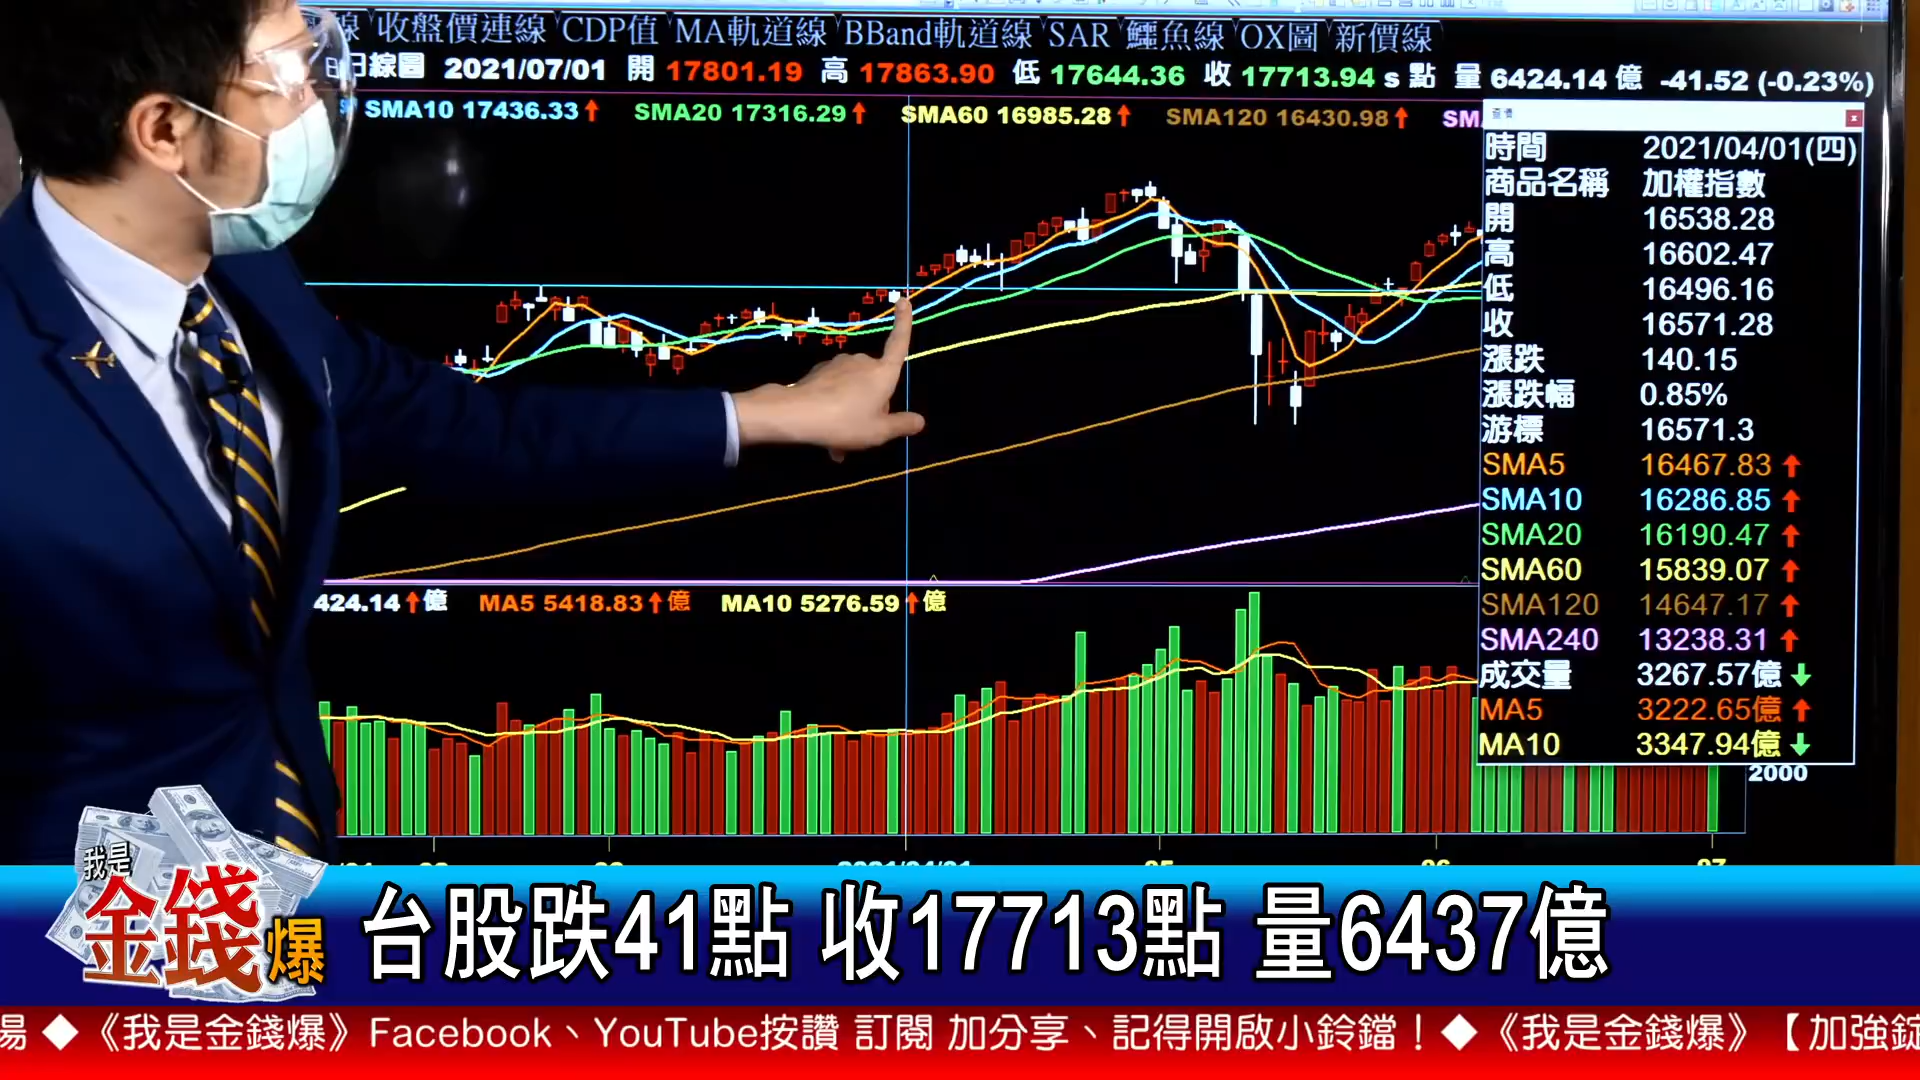 線 收盤價連線 CDP值 MA軌道線 BBand軌道線 SAR 鱷魚線 OX圖 新價線
日線圖 2021/07/01 開 17801.19 高 17863.90 低 17644.36 收 17713.94 s 點 量 6424.14 億 -41.52 (-0.23%)
SMA10 17436.33↑ SMA20 17316.29↑ SMA60 16985.28↑ SMA120 16430.98↑ SM
時間 2021/04/01(四)
商品名稱 加權指數
開 16538.28
高 16602.47
低 16496.16
收 16571.28
漲跌 140.15
漲跌幅 0.85%
游標 16571.3
SMA5 16467.83↑
SMA10 16286.85↑
SMA20 16190.47↑
SMA60 15839.07↑
SMA120 14647.17↑
SMA240 13238.31↑
成交量 3267.57億↓
MA5 3222.65億↑
MA10 3347.94億↓
424.14↑億 MA5 5418.83↑億 MA10 5276.59↑億
2000
我是
金錢爆
台股跌41點 收17713點 量6437億
場 ◆《我是金錢爆》Facebook、YouTube按讚 訂閱 加分享、記得開啟小鈴鐺！◆《我是金錢爆》【加強錠